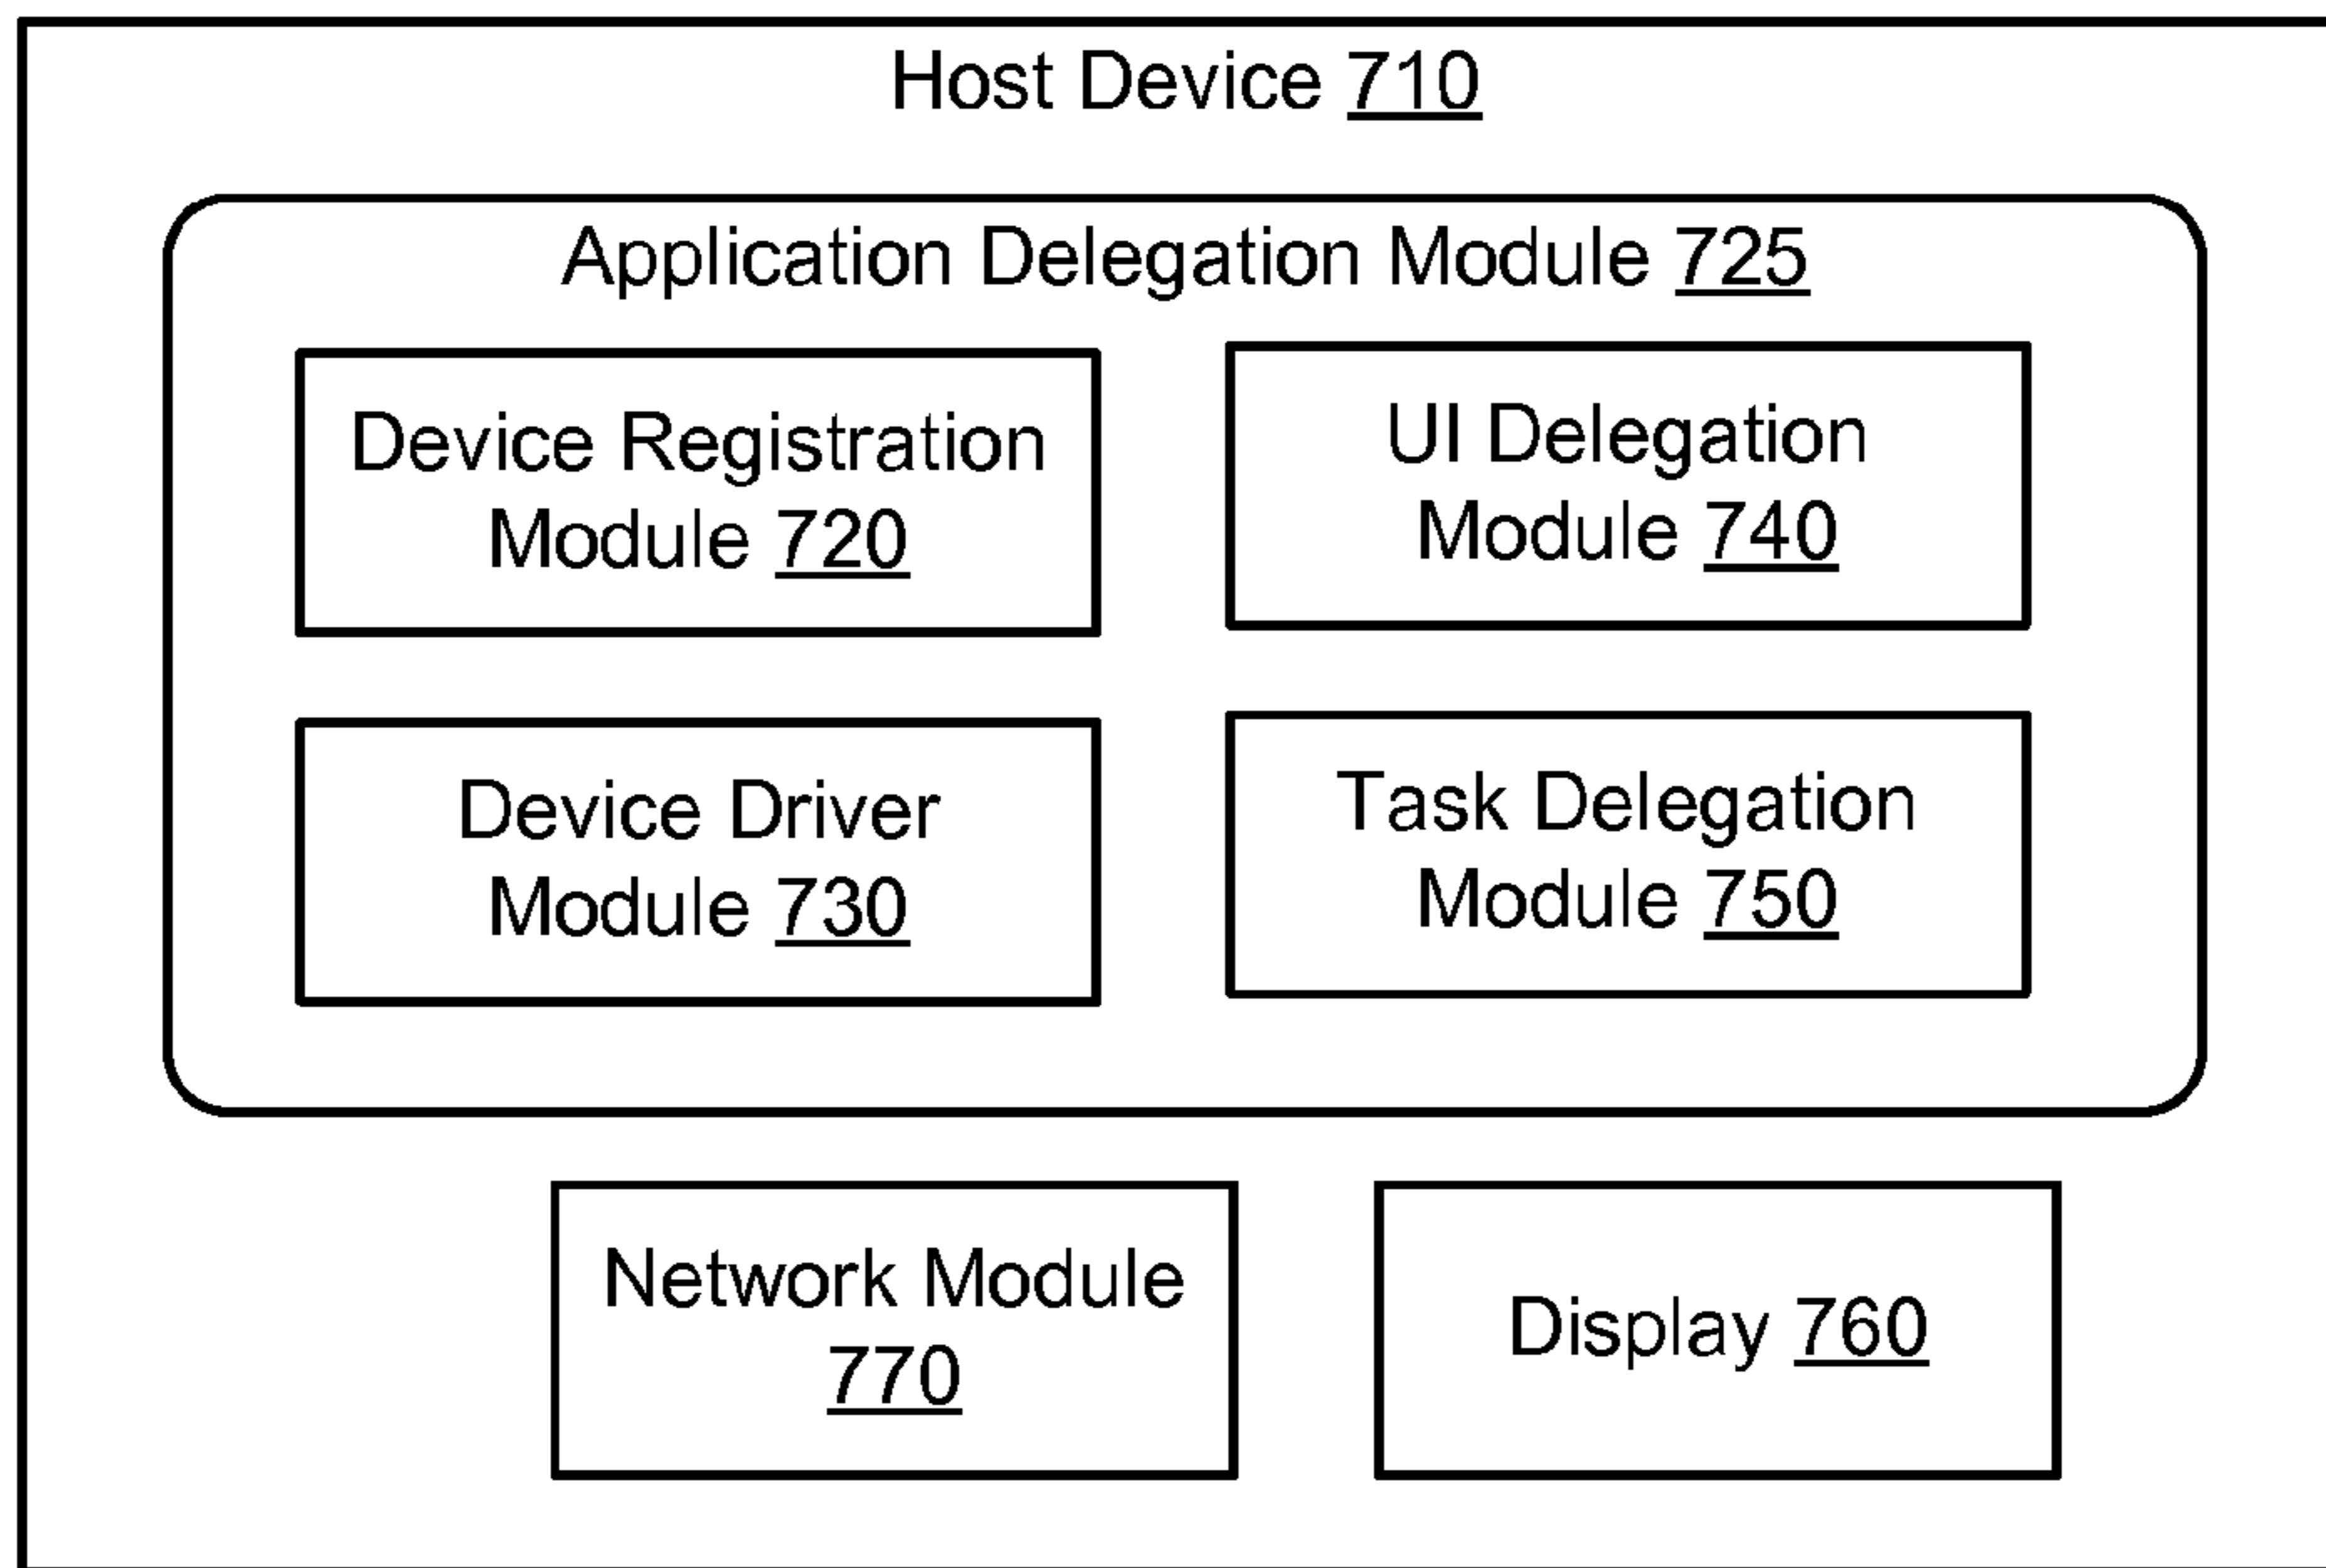 Host Device 710
Application Delegation Module 725
Device Registration
Module 720
UI Delegation
Module 740
Device Driver
Module 730
Task Delegation
Module 750
Network Module
770
Display 760